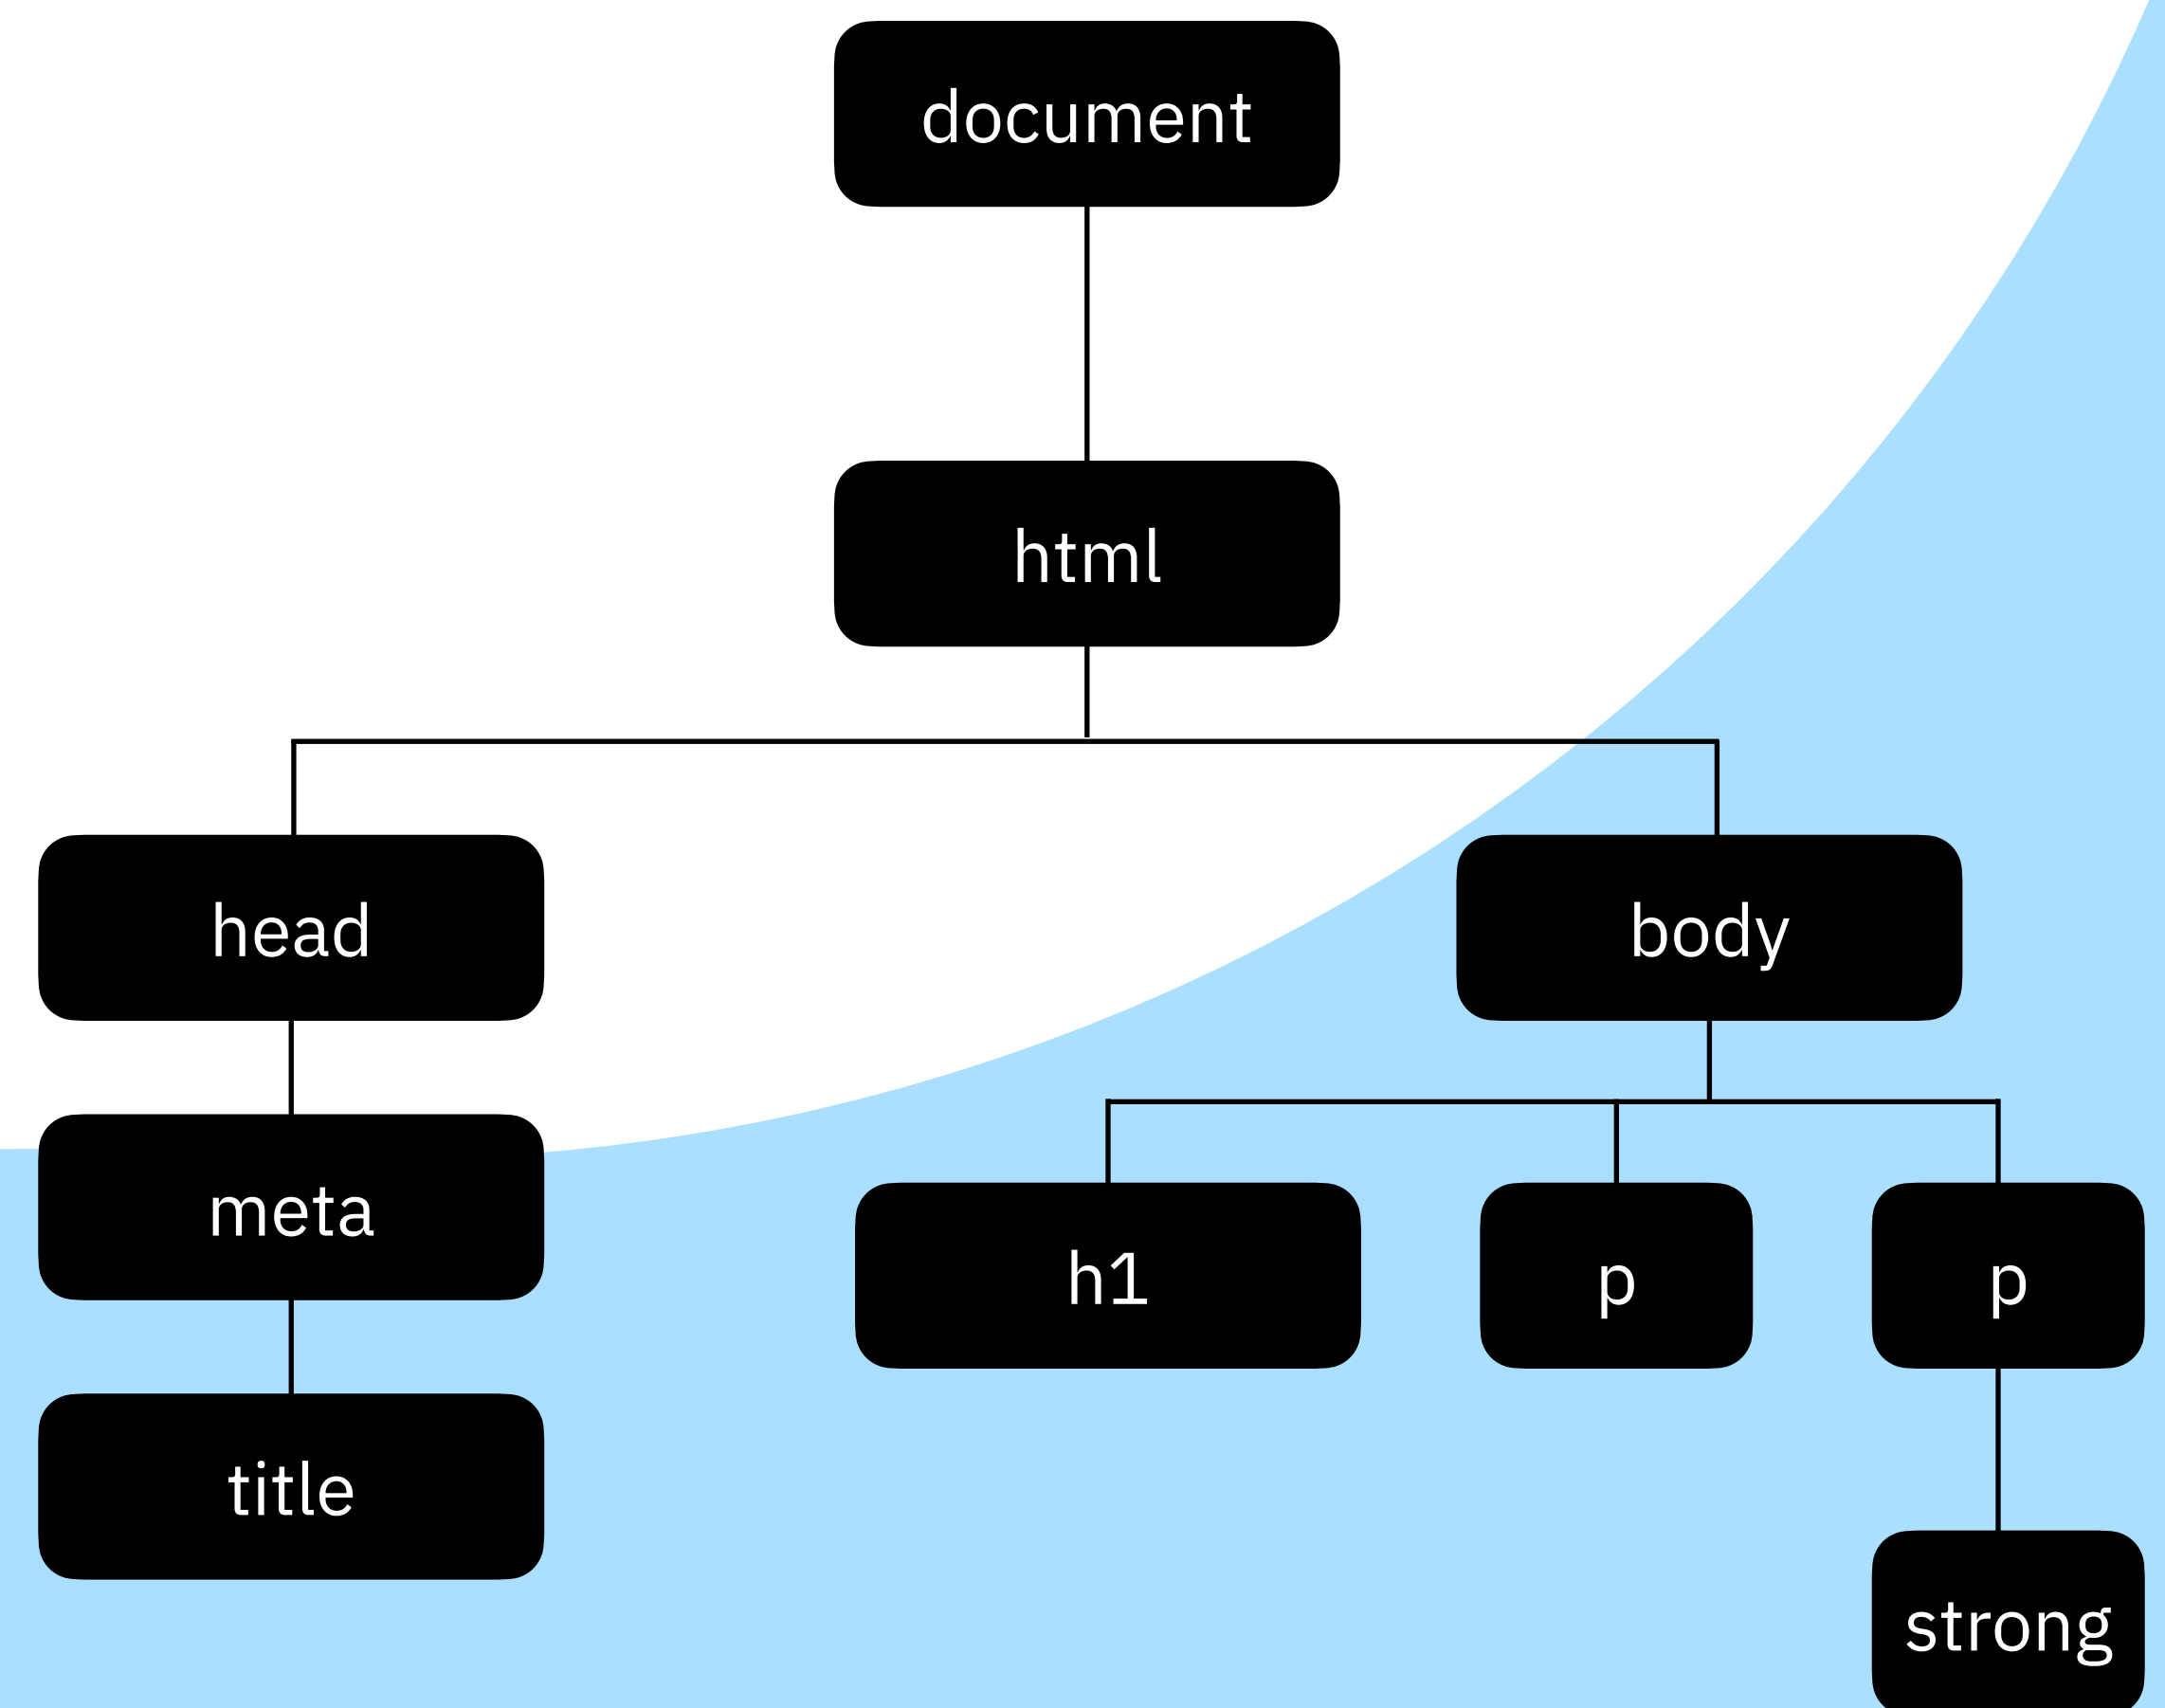 document
html
head
body
meta
h1
p
p
title
strong